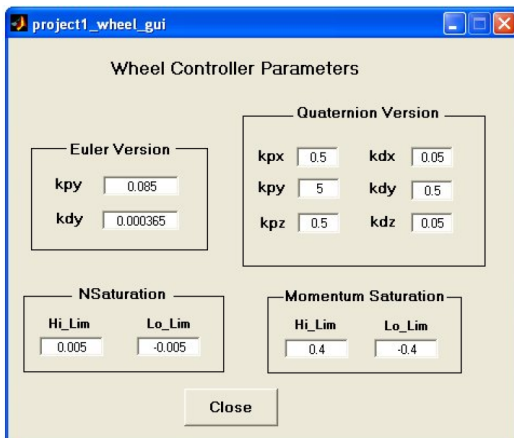 project1_wheel_gui
Wheel Controller Parameters
Euler Version
kpy 0.085
kdy 0.000365
Quaternion Version
kpx 0.5 kdx 0.05
kpy 5 kdy 0.5
kpz 0.5 kdz 0.05
NSaturation
Hi_Lim Lo_Lim
0.005 -0.005
Momentum Saturation
Hi_Lim Lo_Lim
0.4 -0.4
Close